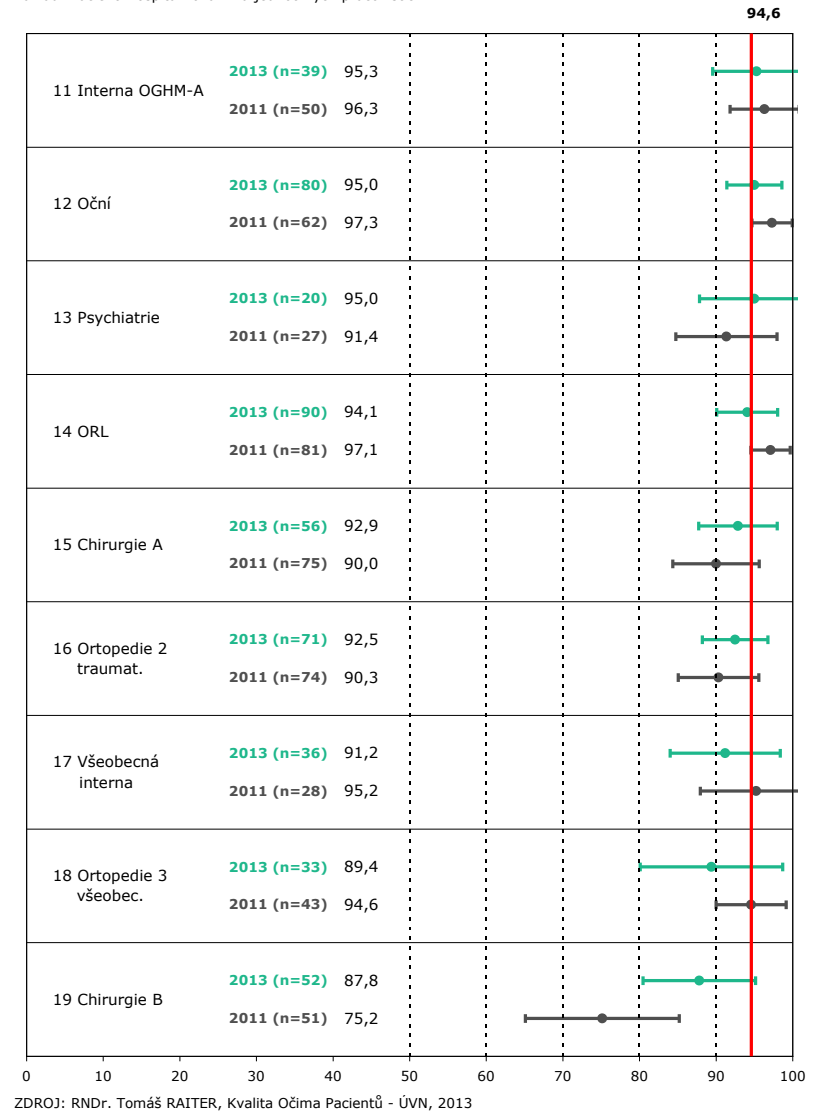 94,6
2013 (n=39) 95,3
11 Interna OGHM-A
2011 (n=50) 96,3
2013 (n=80) 95,0
12 Oční
2011 (n=62) 97,3
2013 (n=20) 95,0
13 Psychiatrie
2011 (n=27) 91,4
2013 (n=90) 94,1
14 ORL
2011 (n=81) 97,1
2013 (n=56) 92,9
15 Chirurgie A
2011 (n=75) 90,0
2013 (n=71) 92,5
16 Ortopedie 2
traumat.
2011 (n=74) 90,3
2013 (n=36) 91,2
17 Všeobecná
interna
2011 (n=28) 95,2
2013 (n=33) 89,4
18 Ortopedie 3
všeobec.
2011 (n=43) 94,6
2013 (n=52) 87,8
19 Chirurgie B
2011 (n=51) 75,2
0 10 20 30 40 50 60 70 80 90 100
ZDROJ: RNDr. Tomáš RAITER, Kvalita Očima Pacientů - ÚVN, 2013